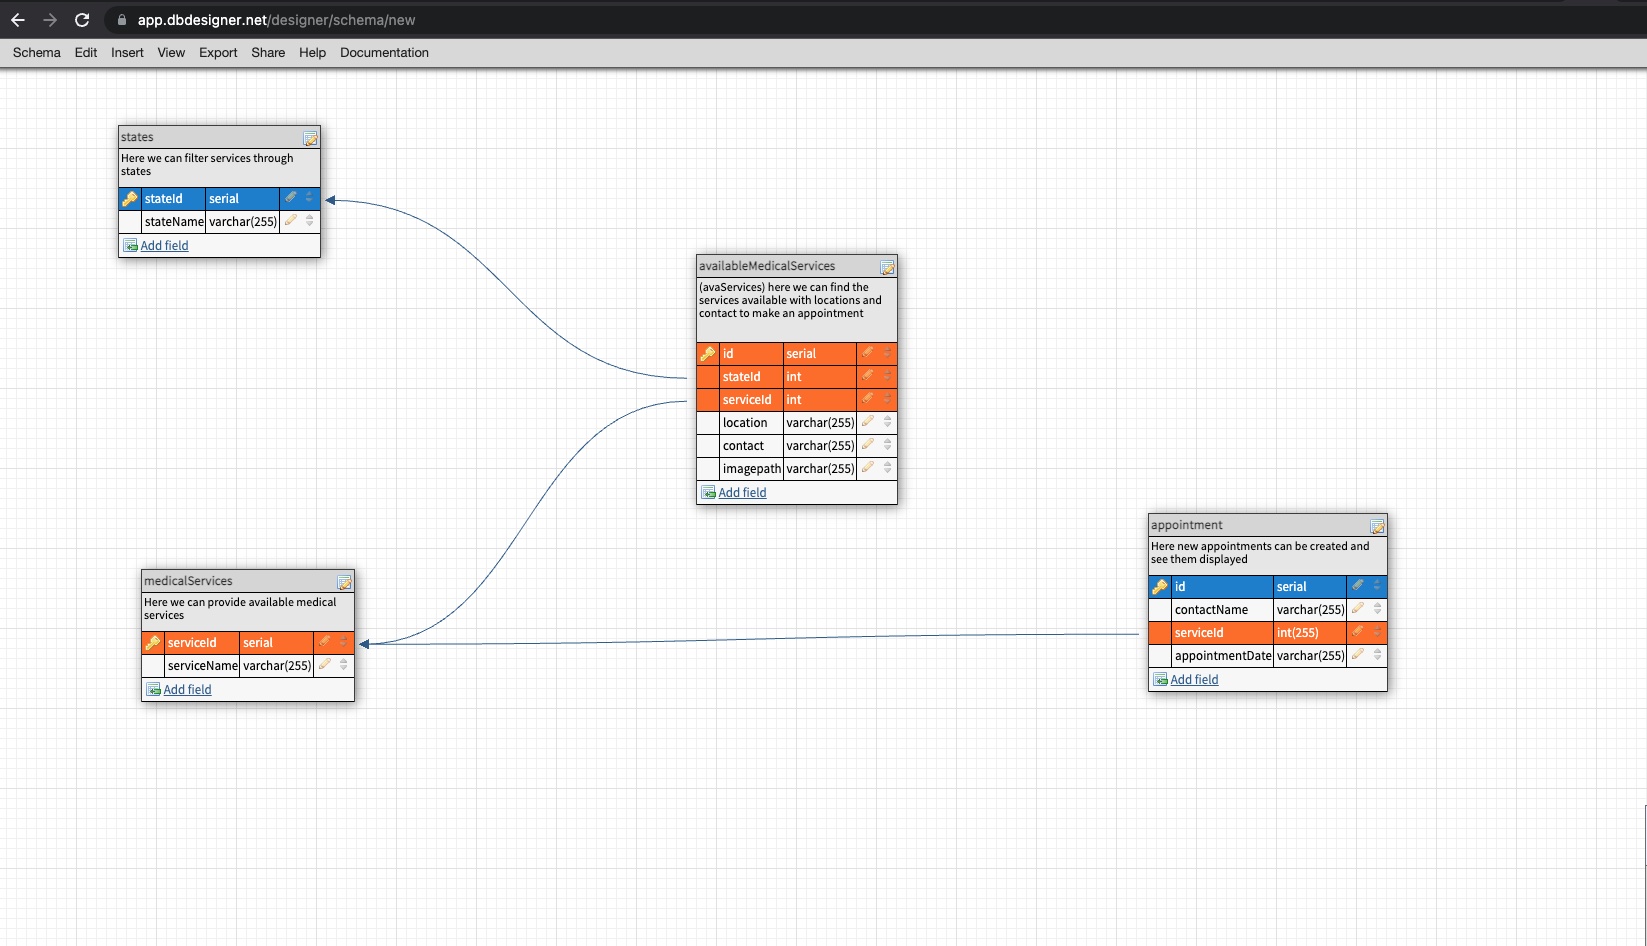 app.dbdesigner.net/designer/schema/new
Schema Edit Insert View Export Share Help Documentation
states
Here we can filter services through
states
stateId serial
stateName varchar(255)
Add field
availableMedicalServices
(avaServices) here we can find the
services available with locations and
contact to make an appointment
id serial
stateId int
serviceId int
location varchar(255)
contact varchar(255)
imagepath varchar(255)
Add field
medicalServices
Here we can provide available medical
services
serviceId serial
serviceName varchar(255)
Add field
appointment
Here new appointments can be created and
see them displayed
id serial
contactName varchar(255)
serviceId int(255)
appointmentDate varchar(255)
Add field